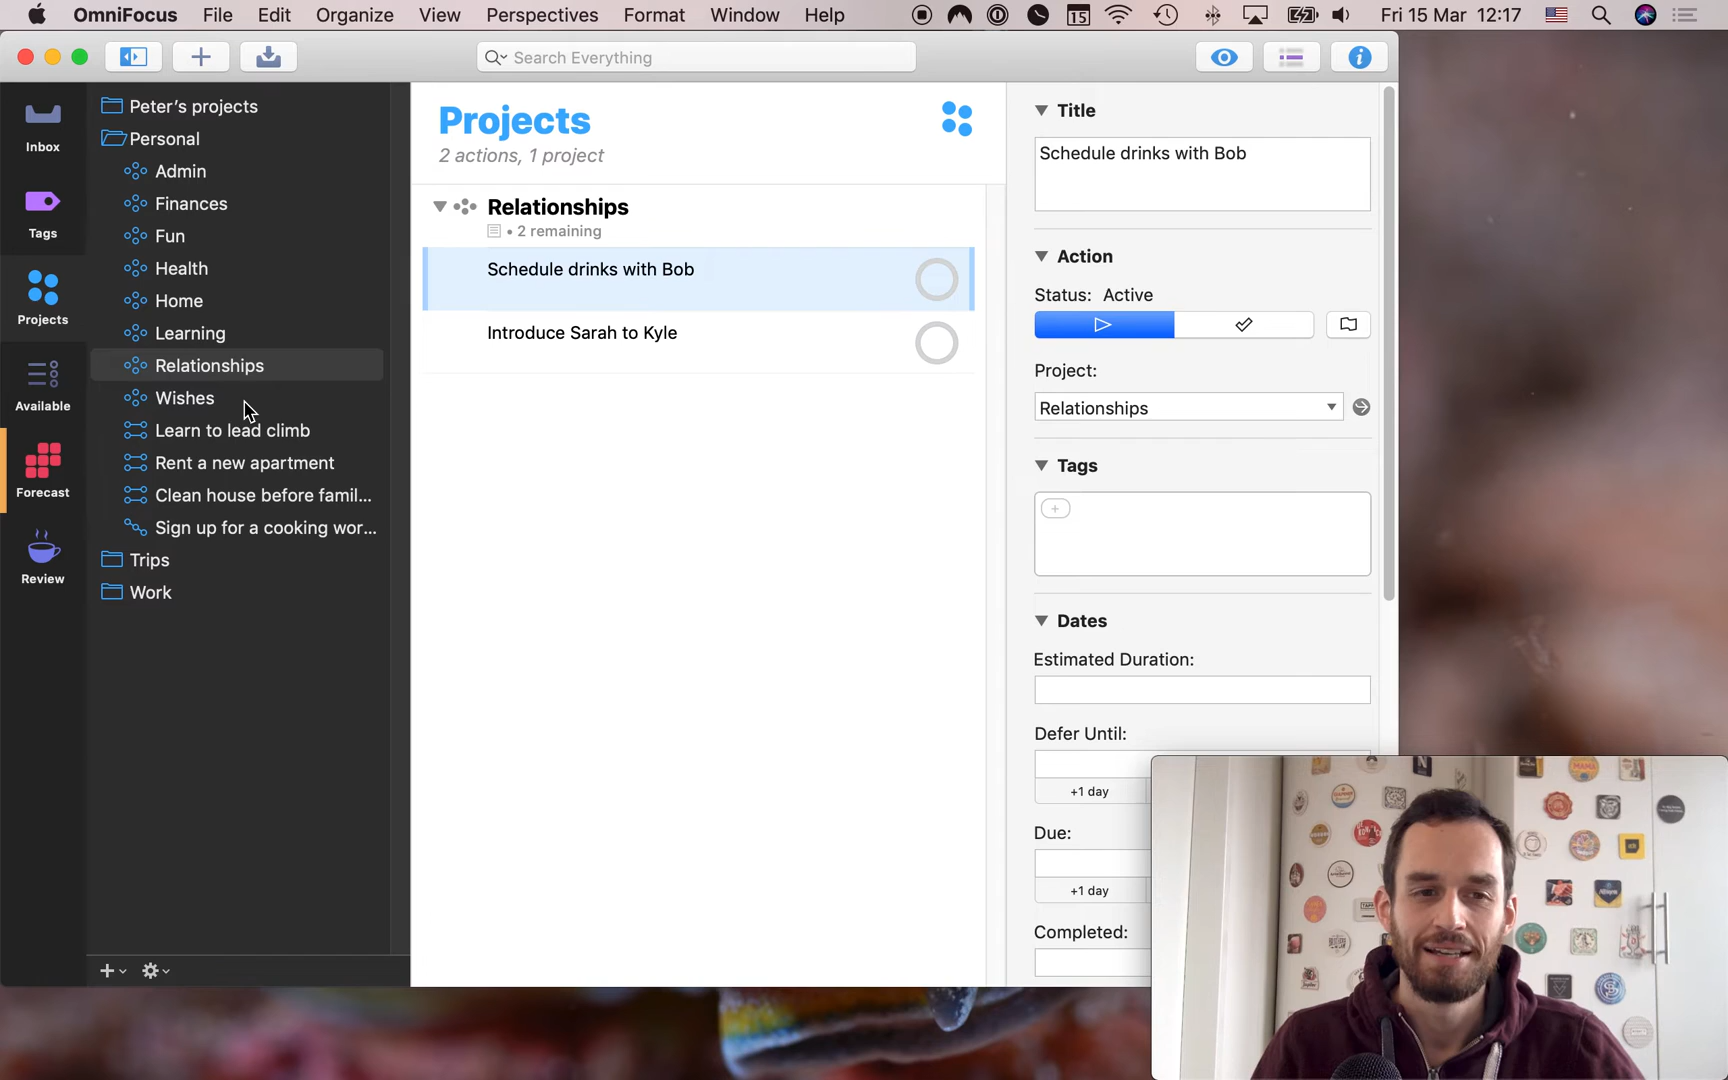 OmniFocus File Edit Organize View Perspectives Format Window Help 15 Fri 15 Mar 12:17
Search Everything
Inbox
Tags
Projects
Available
Forecast
Review
Peter's projects
Personal
Admin
Finances
Fun
Health
Home
Learning
Relationships
Wishes
Learn to lead climb
Rent a new apartment
Clean house before famil...
Sign up for a cooking wor...
Trips
Work
Projects
2 actions, 1 project
Relationships
• 2 remaining
Schedule drinks with Bob
Introduce Sarah to Kyle
Title
Schedule drinks with Bob
Action
Status: Active
Project:
Relationships
Tags
Dates
Estimated Duration:
Defer Until:
+1 day
Due:
+1 day
Completed: